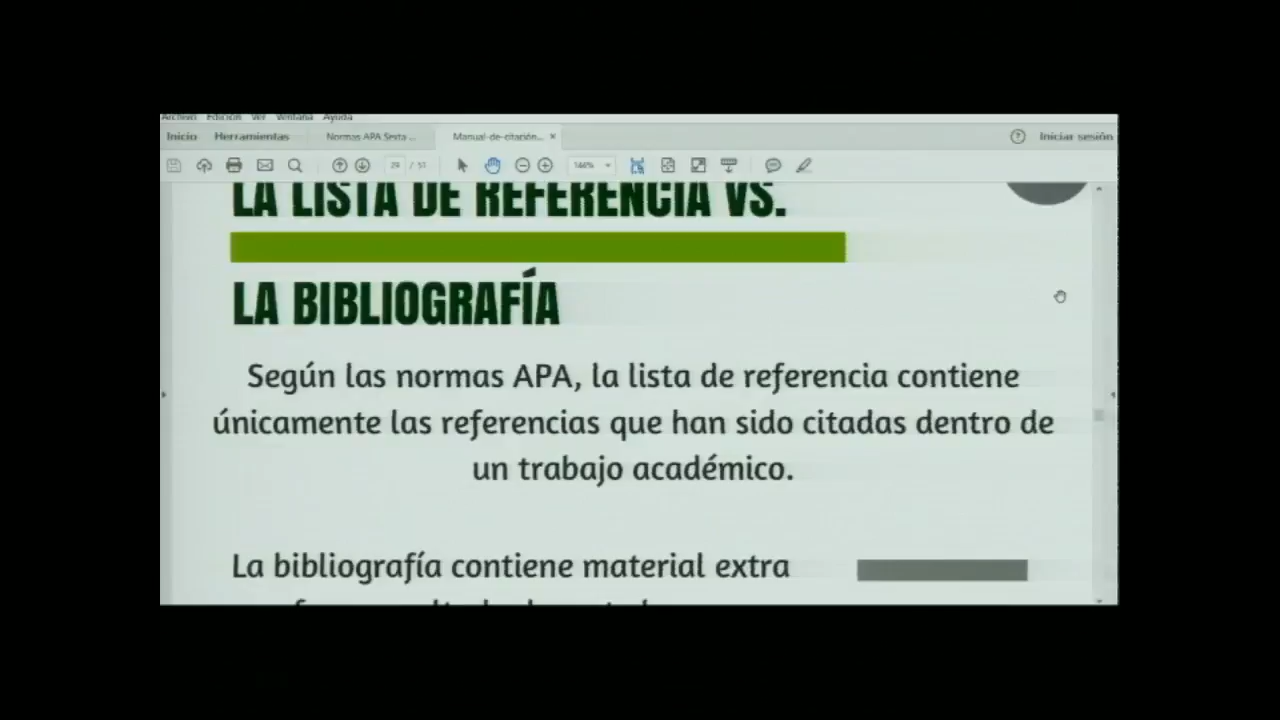 Archivo Edición Ver Ventana Ayuda
Inicio Herramientas Normas APA Sexta ... Manual-de-citación... ×
Iniciar sesión
29 / 51
LA LISTA DE REFERENCIA VS.
LA BIBLIOGRAFÍA
Según las normas APA, la lista de referencia contiene
únicamente las referencias que han sido citadas dentro de
un trabajo académico.
La bibliografía contiene material extra